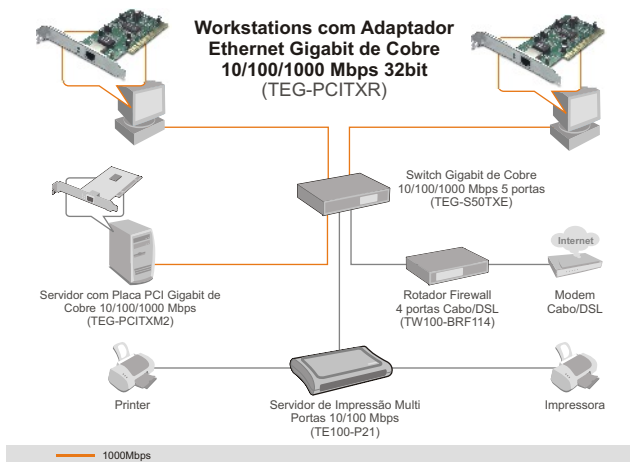 Workstations com Adaptador
Ethernet Gigabit de Cobre
10/100/1000 Mbps 32bit
(TEG-PCITXR)
Switch Gigabit de Cobre
10/100/1000 Mbps 5 portas
(TEG-S50TXE)
Internet
Servidor com Placa PCI Gigabit de
Cobre 10/100/1000 Mbps
(TEG-PCITXM2)
Rotador Firewall
4 portas Cabo/DSL
(TW100-BRF114)
Modem
Cabo/DSL
Printer
Servidor de Impressão Multi
Portas 10/100 Mbps
(TE100-P21)
Impressora
1000Mbps